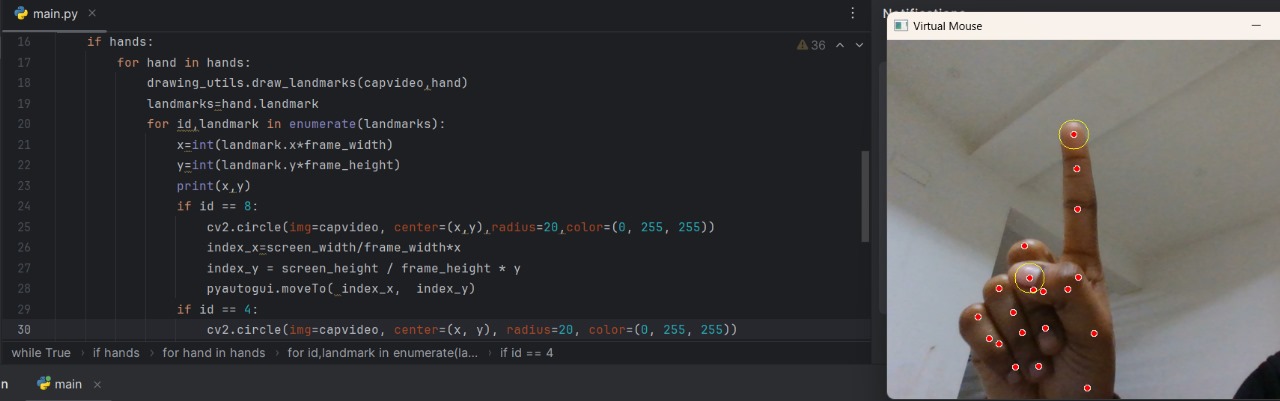 main.py
16 if hands:
17 for hand in hands:
18 drawing_utils.draw_landmarks(capvideo,hand)
19 landmarks=hand.landmark
20 for id,landmark in enumerate(landmarks):
21 x=int(landmark.x*frame_width)
22 y=int(landmark.y*frame_height)
23 print(x,y)
24 if id == 8:
25 cv2.circle(img=capvideo, center=(x,y),radius=20,color=(0, 255, 255))
26 index_x=screen_width/frame_width*x
27 index_y = screen_height / frame_height * y
28 pyautogui.moveTo( index_x, index_y)
29 if id == 4:
30 cv2.circle(img=capvideo, center=(x, y), radius=20, color=(0, 255, 255))
36
while True › if hands › for hand in hands › for id,landmark in enumerate(la... › if id == 4
n main
Virtual Mouse